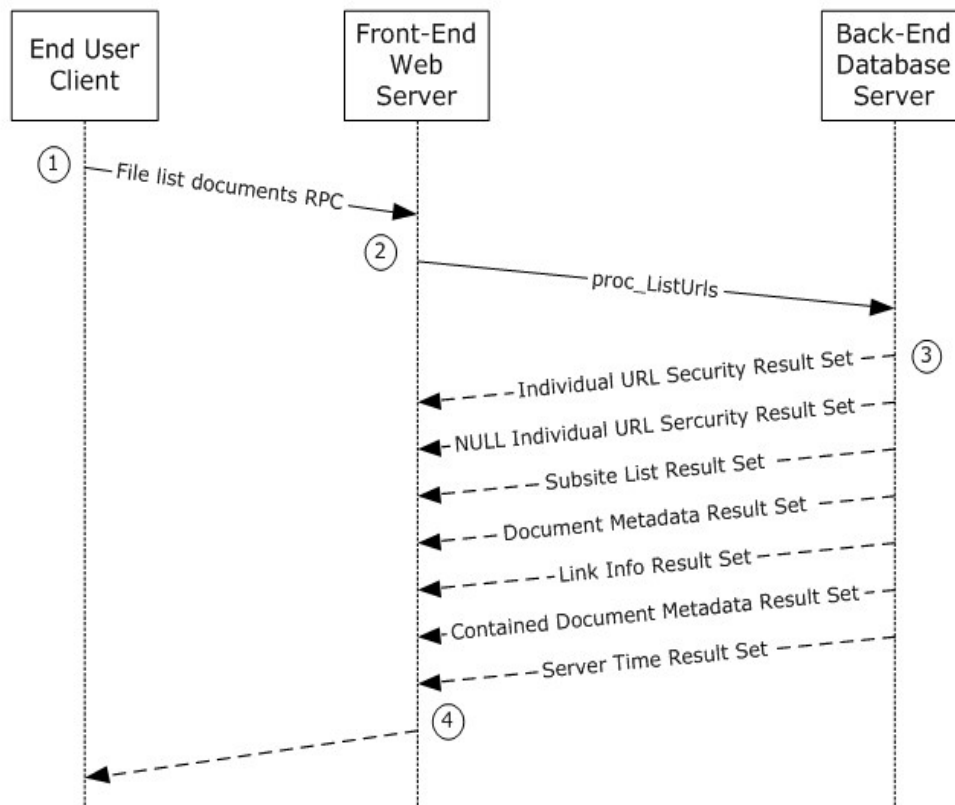 End User
Client
Front-End
Web
Server
Back-End
Database
Server
1
File list documents RPC
2
proc_ListUrls
3
Individual URL Security Result Set
NULL Individual URL Sercurity Result Set
Subsite List Result Set
Document Metadata Result Set
Link Info Result Set
Contained Document Metadata Result Set
Server Time Result Set
4